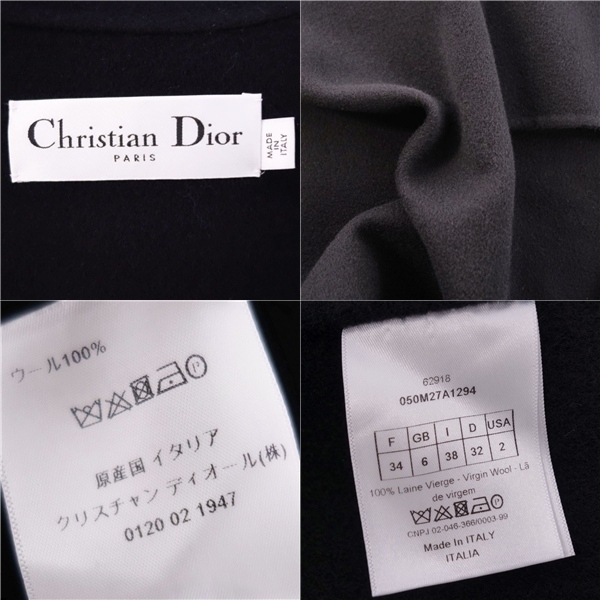 Christian Dior
PARIS
MADE
IN
ITALY
ウール100%
P
原産国 イタリア
クリスチャン ディオール(株)
0120 02 1947
62918
050M27A1294
F GB I D USA
34 6 38 32 2
100% Laine Vierge - Virgin Wool - Lã
de virgem
P
CNPJ 02-046-366/0003-99
Made In ITALY
ITALIA